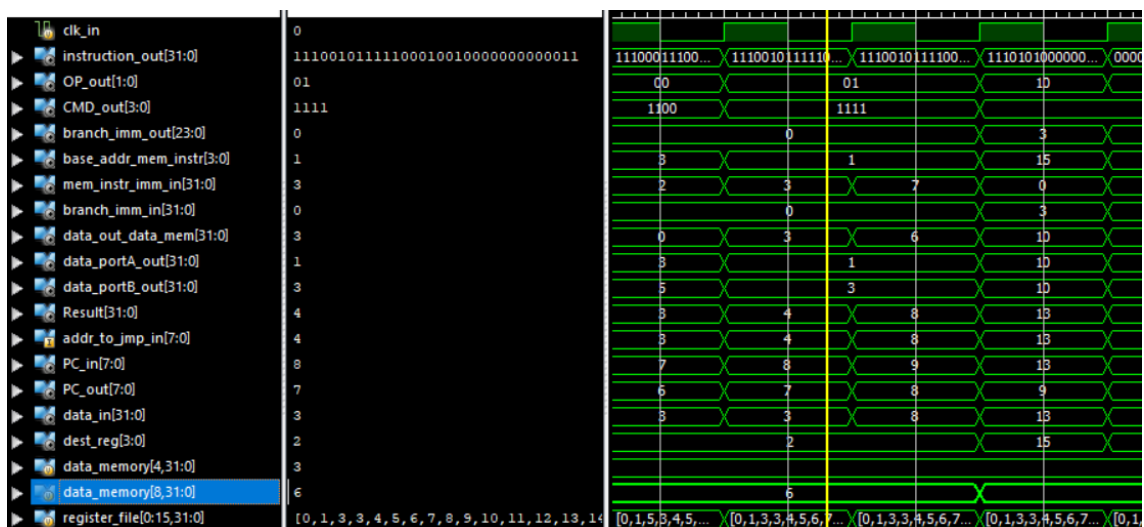 clk_in 0
instruction_out[31:0] 11100101111100010010000000000011 11100011100... 1110010111110... 1110010111100... 1110101000000... 0000
OP_out[1:0] 01 00 01 10
CMD_out[3:0] 1111 1100 1111
branch_imm_out[23:0] 0 0 3
base_addr_mem_instr[3:0] 1 3 1 15
mem_instr_imm_in[31:0] 3 2 3 7 0
branch_imm_in[31:0] 0 0 3
data_out_data_mem[31:0] 3 0 3 6 10
data_portA_out[31:0] 1 3 1 10
data_portB_out[31:0] 3 5 3 10
Result[31:0] 4 3 4 8 13
addr_to_jmp_in[7:0] 4 3 4 8 13
PC_in[7:0] 8 7 8 9 13
PC_out[7:0] 7 6 7 8 9
data_in[31:0] 3 3 3 8 13
dest_reg[3:0] 2 2 15
data_memory[4,31:0] 3
data_memory[8,31:0] 6 6
register_file[0:15,31:0] [0,1,3,3,4,5,6,7,8,9,10,11,12,13,14 [0,1,5,3,4,5,... [0,1,3,3,4,5,6,7... [0,1,3,3,4,5,6,7... [0,1,3,3,4,5,6,7... [0,1